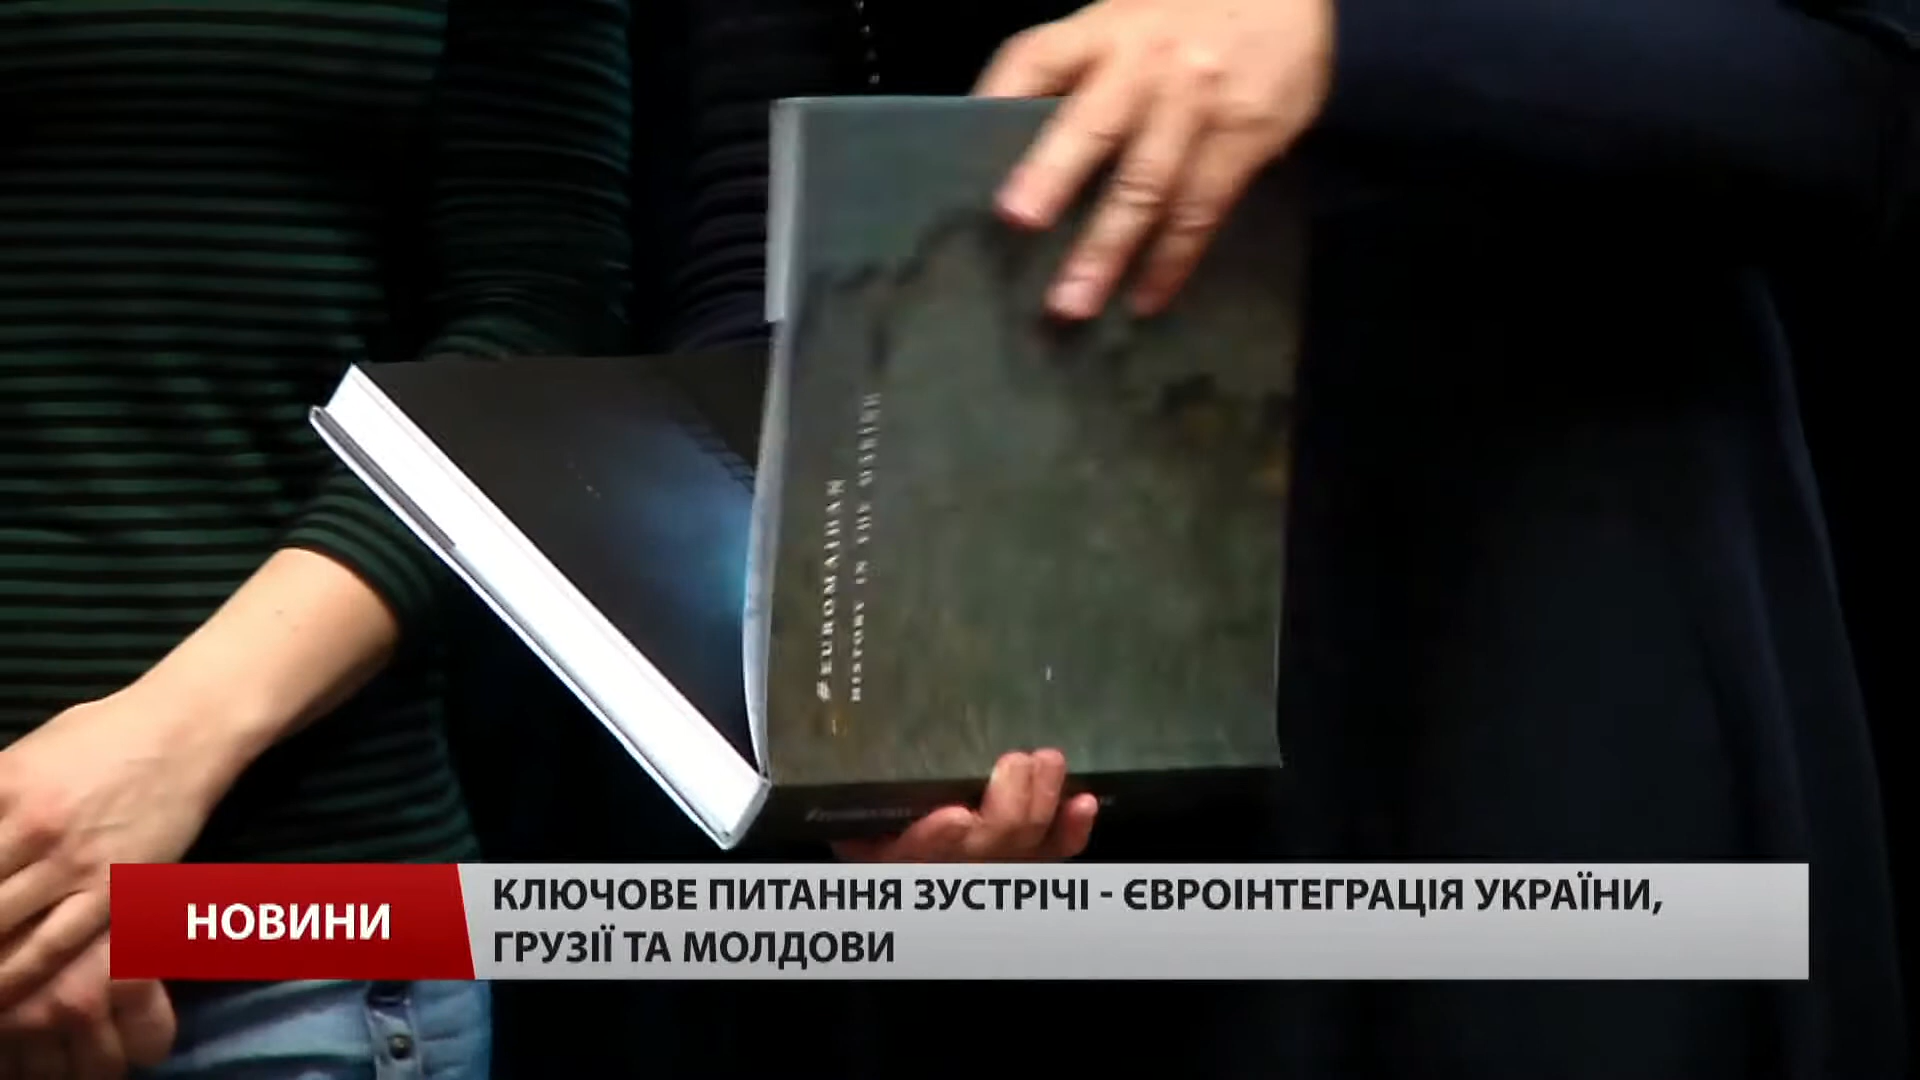 #EUROMAIDAN
HISTORY IN THE MAKING
НОВИНИ
КЛЮЧОВЕ ПИТАННЯ ЗУСТРІЧІ - ЄВРОІНТЕГРАЦІЯ УКРАЇНИ,
ГРУЗІЇ ТА МОЛДОВИ